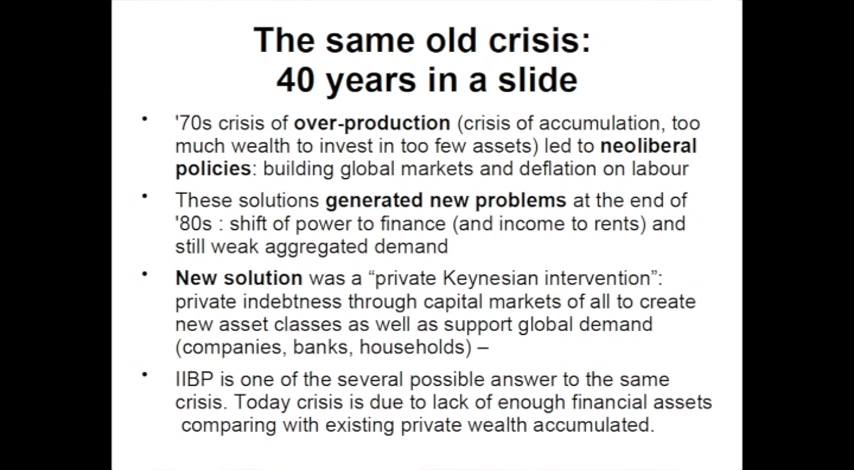 The same old crisis:
40 years in a slide
• '70s crisis of over-production (crisis of accumulation, too
much wealth to invest in too few assets) led to neoliberal
policies: building global markets and deflation on labour
• These solutions generated new problems at the end of
'80s : shift of power to finance (and income to rents) and
still weak aggregated demand
• New solution was a “private Keynesian intervention”:
private indebtness through capital markets of all to create
new asset classes as well as support global demand
(companies, banks, households) –
• IIBP is one of the several possible answer to the same
crisis. Today crisis is due to lack of enough financial assets
comparing with existing private wealth accumulated.